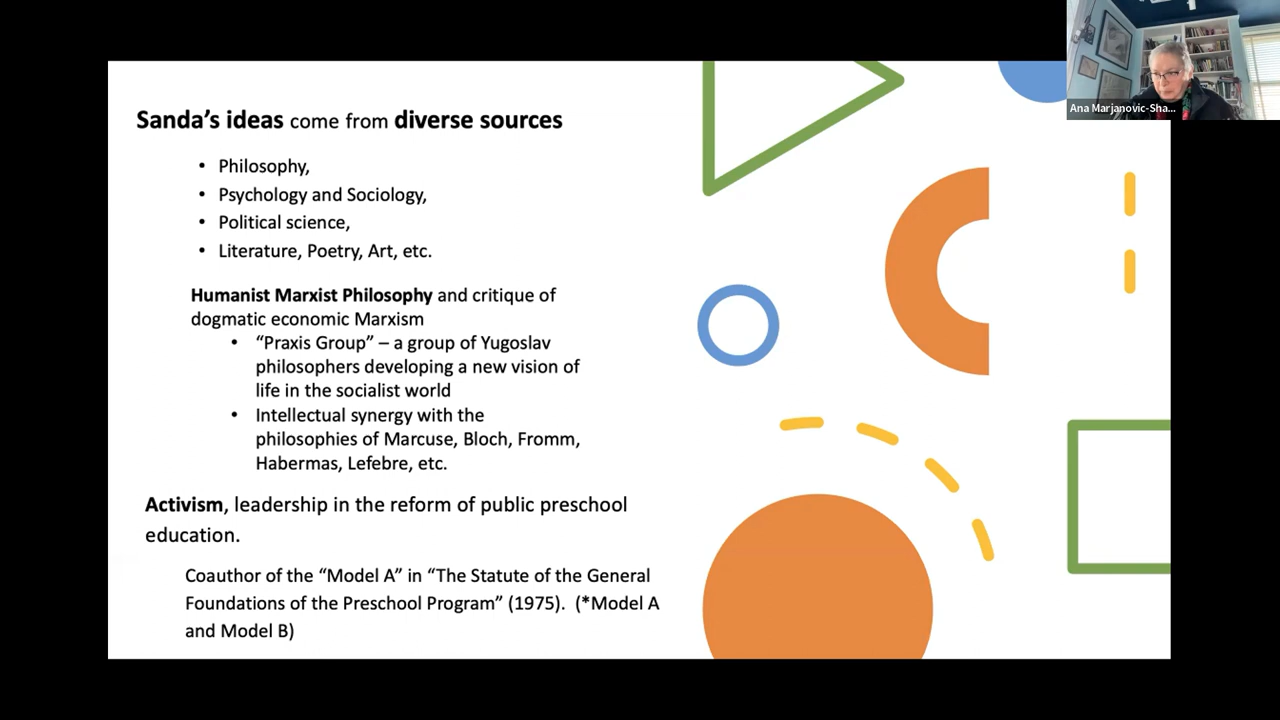 Sanda’s ideas come from diverse sources
• Philosophy,
• Psychology and Sociology,
• Political science,
• Literature, Poetry, Art, etc.
Humanist Marxist Philosophy and critique of
dogmatic economic Marxism
• “Praxis Group” – a group of Yugoslav
philosophers developing a new vision of
life in the socialist world
• Intellectual synergy with the
philosophies of Marcuse, Bloch, Fromm,
Habermas, Lefebre, etc.
Activism, leadership in the reform of public preschool
education.
Coauthor of the “Model A” in “The Statute of the General
Foundations of the Preschool Program” (1975). (*Model A
and Model B)
Ana Marjanovic-Sha...